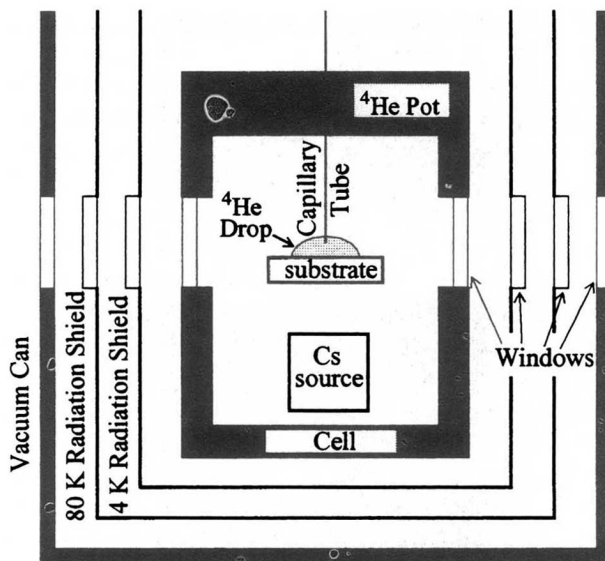 ⁴He Pot
Capillary
Tube
⁴He
Drop
substrate
Windows
Cs
source
Cell
Vacuum Can
80 K Radiation Shield
4 K Radiation Shield